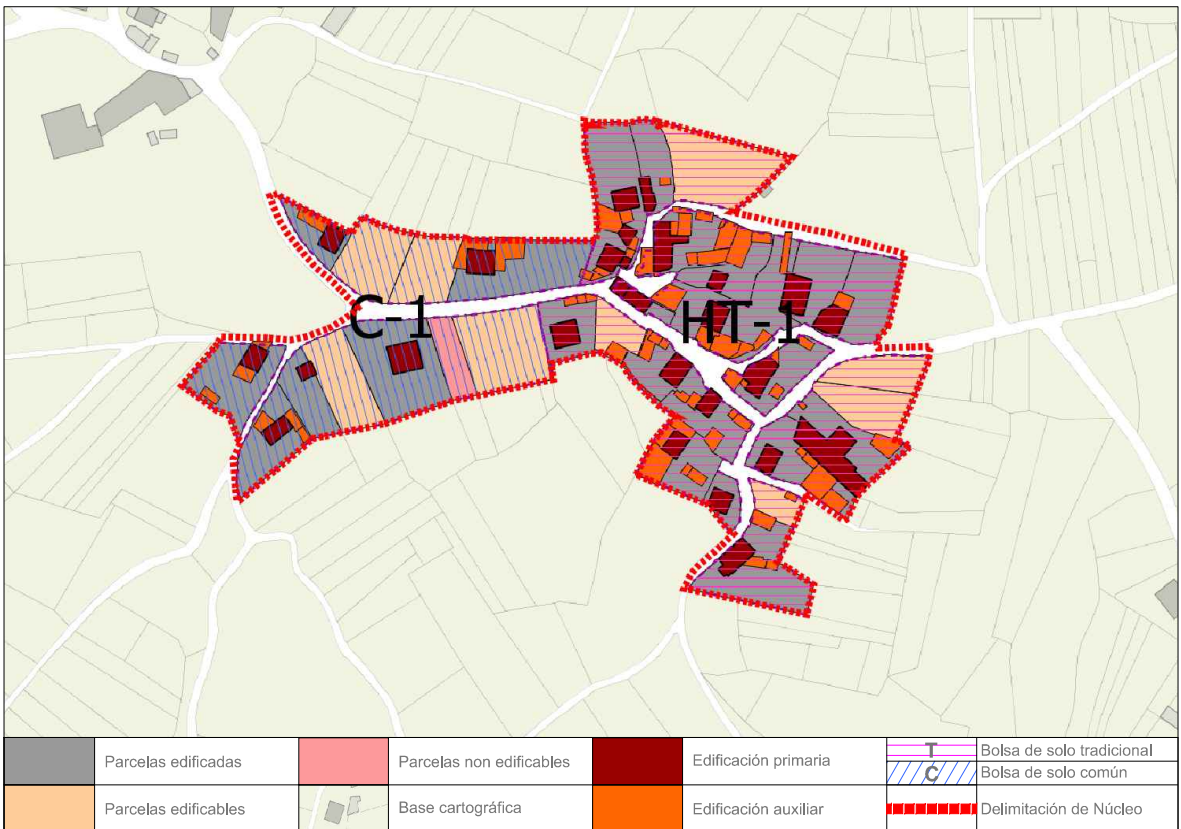 C-1
HT-1
Parcelas edificadas
Parcelas non edificables
Edificación primaria
T
Bolsa de solo tradicional
C
Bolsa de solo común
Parcelas edificables
Base cartográfica
Edificación auxiliar
Delimitación de Núcleo